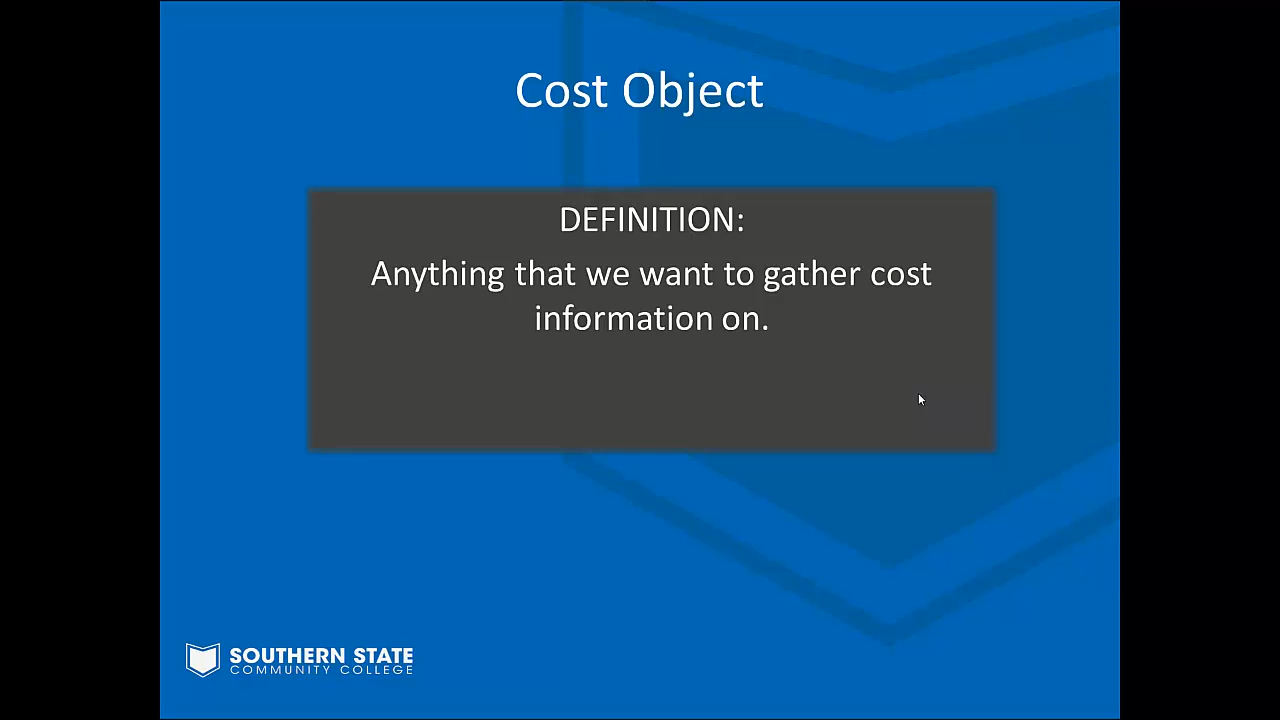 Cost Object
DEFINITION:
Anything that we want to gather cost
information on.
SOUTHERN STATE
COMMUNITY COLLEGE